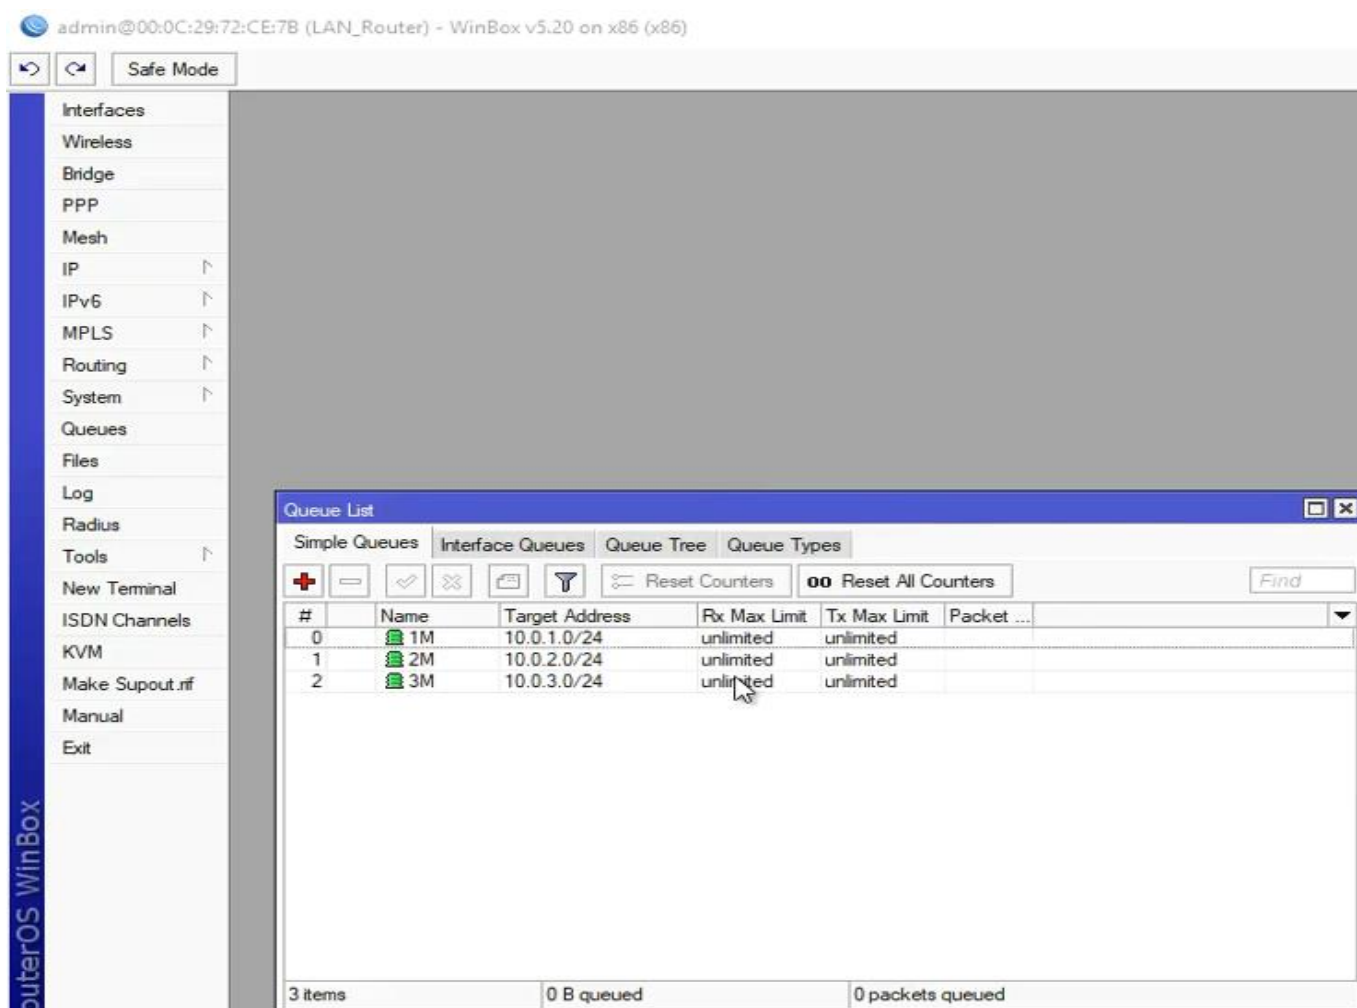 admin@00:0C:29:72:CE:7B (LAN_Router) - WinBox v5.20 on x86 (x86)
Safe Mode
Interfaces
Wireless
Bridge
PPP
Mesh
IP
IPv6
MPLS
Routing
System
Queues
Files
Log
Radius
Tools
New Terminal
ISDN Channels
KVM
Make Supout.rif
Manual
Exit
outerOS WinBox
Queue List
Simple Queues Interface Queues Queue Tree Queue Types
Reset Counters 00 Reset All Counters Find
# Name Target Address Rx Max Limit Tx Max Limit Packet ...
0 1M 10.0.1.0/24 unlimited unlimited
1 2M 10.0.2.0/24 unlimited unlimited
2 3M 10.0.3.0/24 unlimited unlimited
3 items 0 B queued 0 packets queued